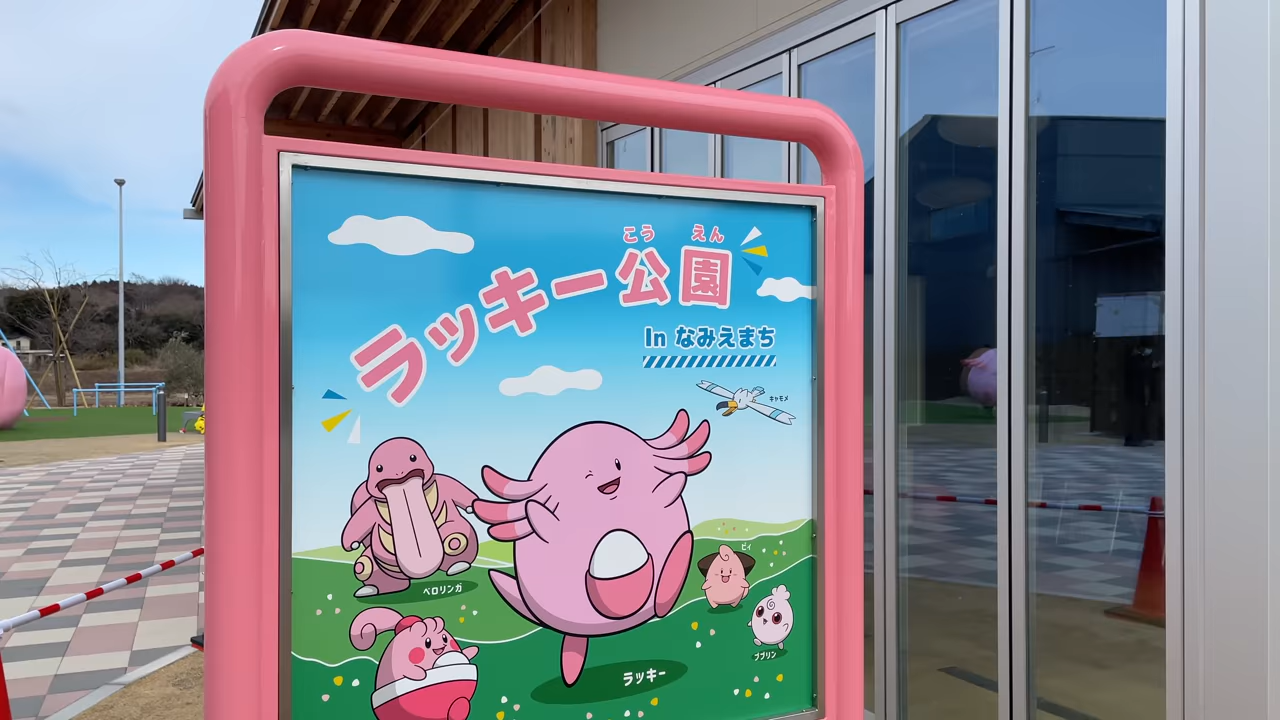 こうえん
ラッキー公園
In なみえまち
キャモメ
ベロリンガ
ピィ
ププリン
ラッキー